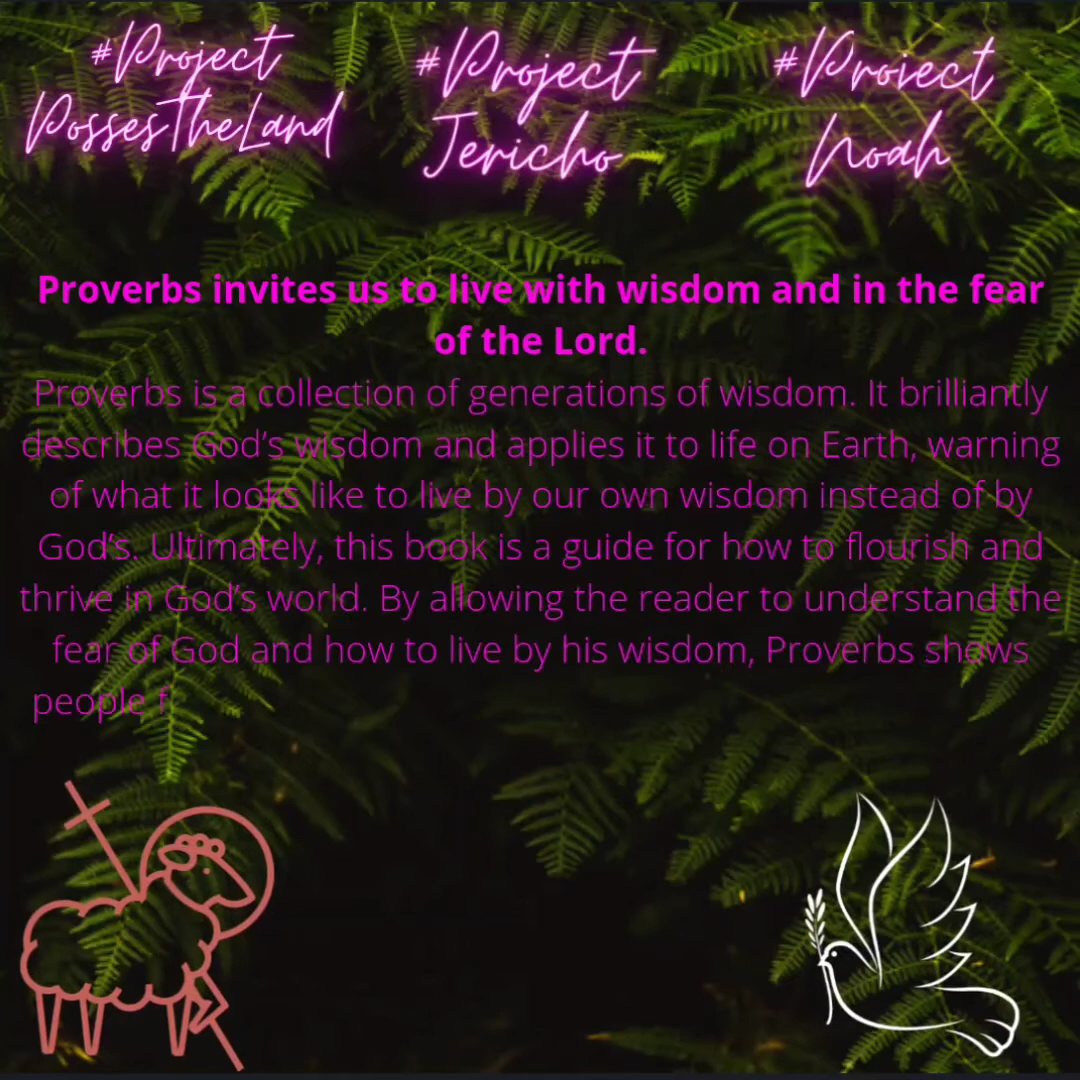 #Project
PossesTheLand
#Project
Jericho
#Project
Noah
Proverbs invites us to live with wisdom and in the fear
of the Lord.
Proverbs is a collection of generations of wisdom. It brilliantly
describes God’s wisdom and applies it to life on Earth, warning
of what it looks like to live by our own wisdom instead of by
God’s. Ultimately, this book is a guide for how to flourish and
thrive in God’s world. By allowing the reader to understand the
fear of God and how to live by his wisdom, Proverbs shows
people f